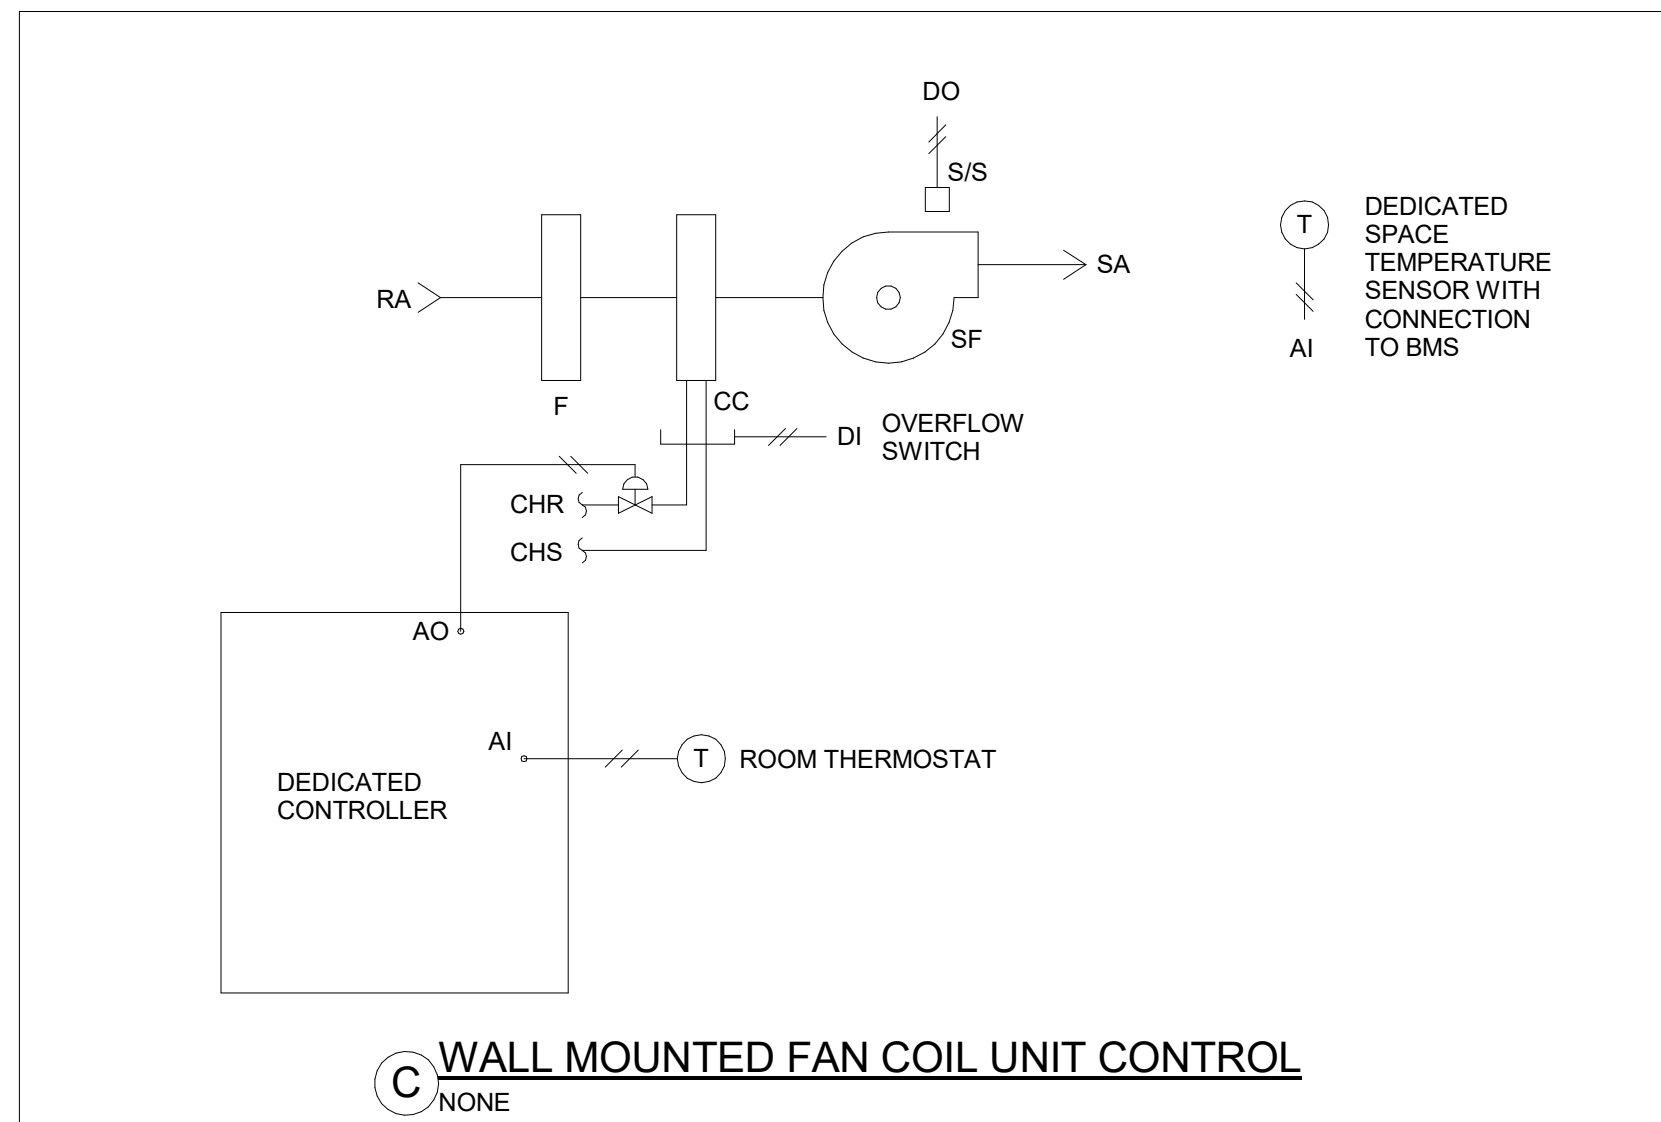 DO
S/S
RA
SA
SF
F
CC
DI
OVERFLOW
SWITCH
CHR
CHS
T
AI
DEDICATED
SPACE
TEMPERATURE
SENSOR WITH
CONNECTION
TO BMS
AO
AI
T
ROOM THERMOSTAT
DEDICATED
CONTROLLER
C
WALL MOUNTED FAN COIL UNIT CONTROL
NONE